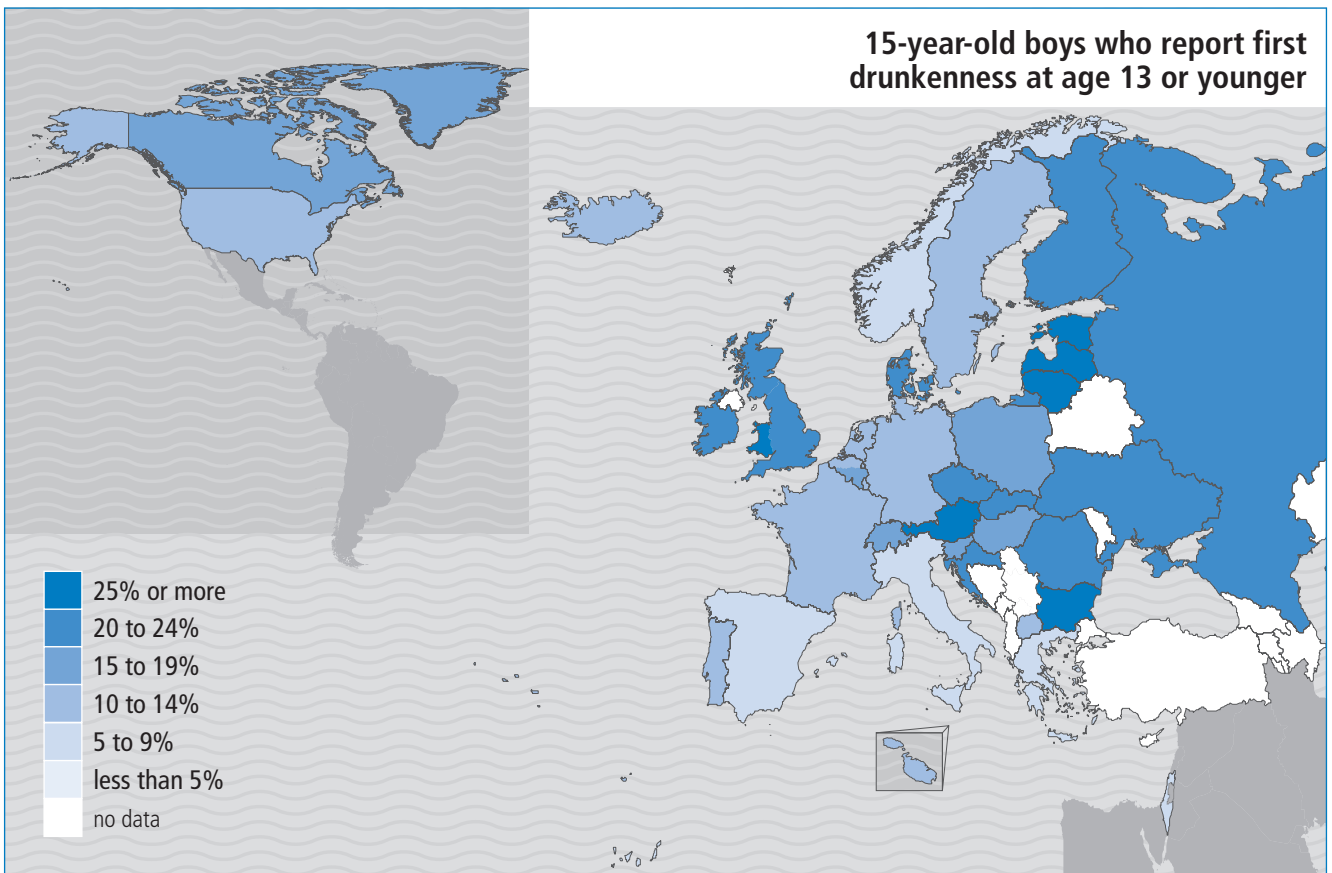 15-year-old boys who report first
drunkenness at age 13 or younger
25% or more
20 to 24%
15 to 19%
10 to 14%
5 to 9%
less than 5%
no data